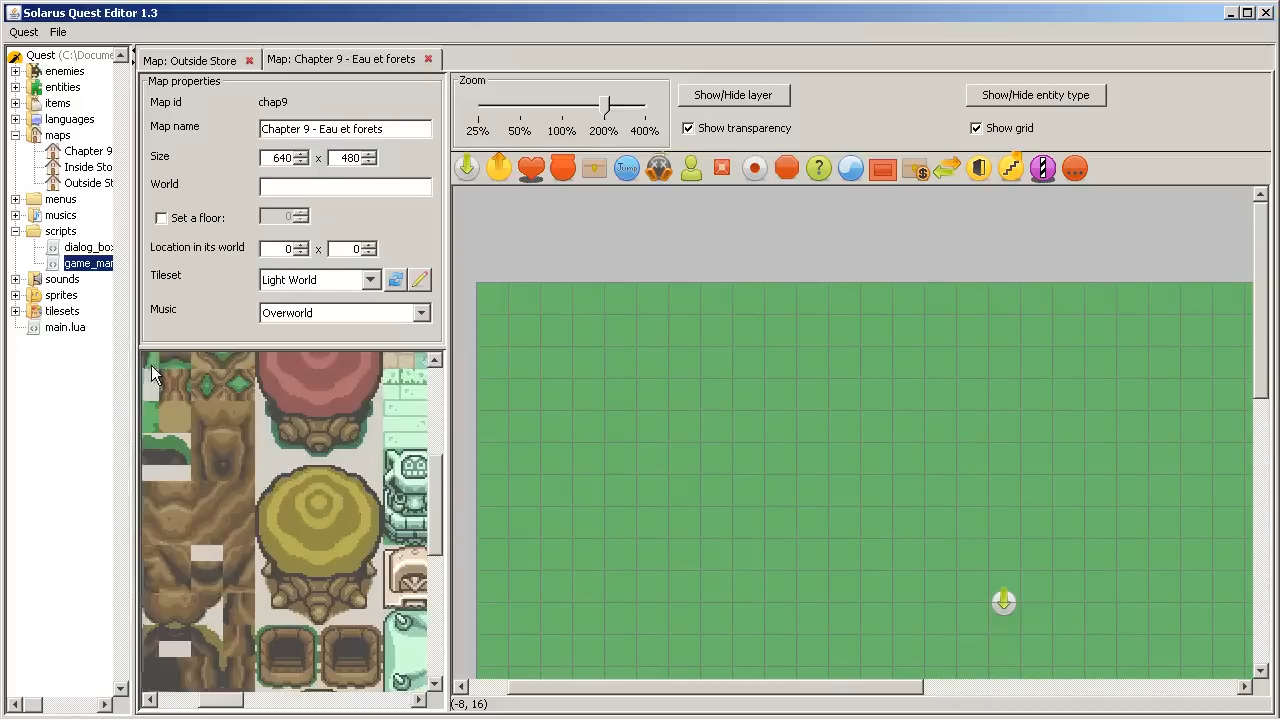 Solarus Quest Editor 1.3
Quest File
Quest (C:\Docume
enemies
entities
items
languages
maps
Chapter 9
Inside Sto
Outside St
menus
musics
scripts
dialog_bo
game_mar
sounds
sprites
tilesets
main.lua
Map: Outside Store
Map: Chapter 9 - Eau et forets
Map properties
Map id chap9
Map name Chapter 9 - Eau et forets
Size 640 x 480
World
Set a floor: 0
Location in its world 0 x 0
Tileset Light World
Music Overworld
Zoom
25% 50% 100% 200% 400%
Show/Hide layer
Show transparency
Show/Hide entity type
Show grid
Jump
?
$
...
(-8, 16)